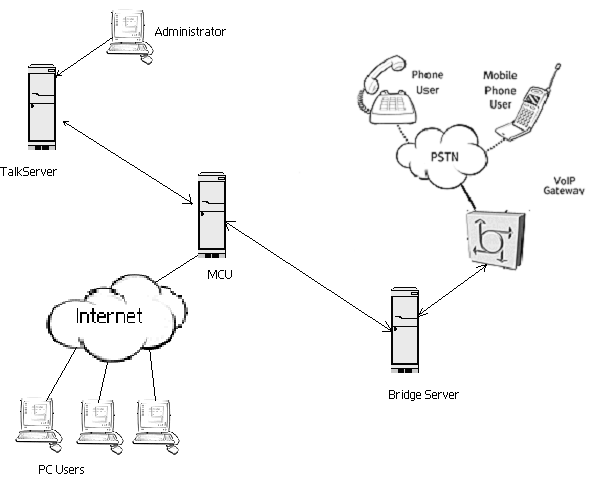 Administrator
Phone
User
Mobile
Phone
User
TalkServer
PSTN
VoIP
Gateway
MCU
Internet
Bridge Server
PC Users